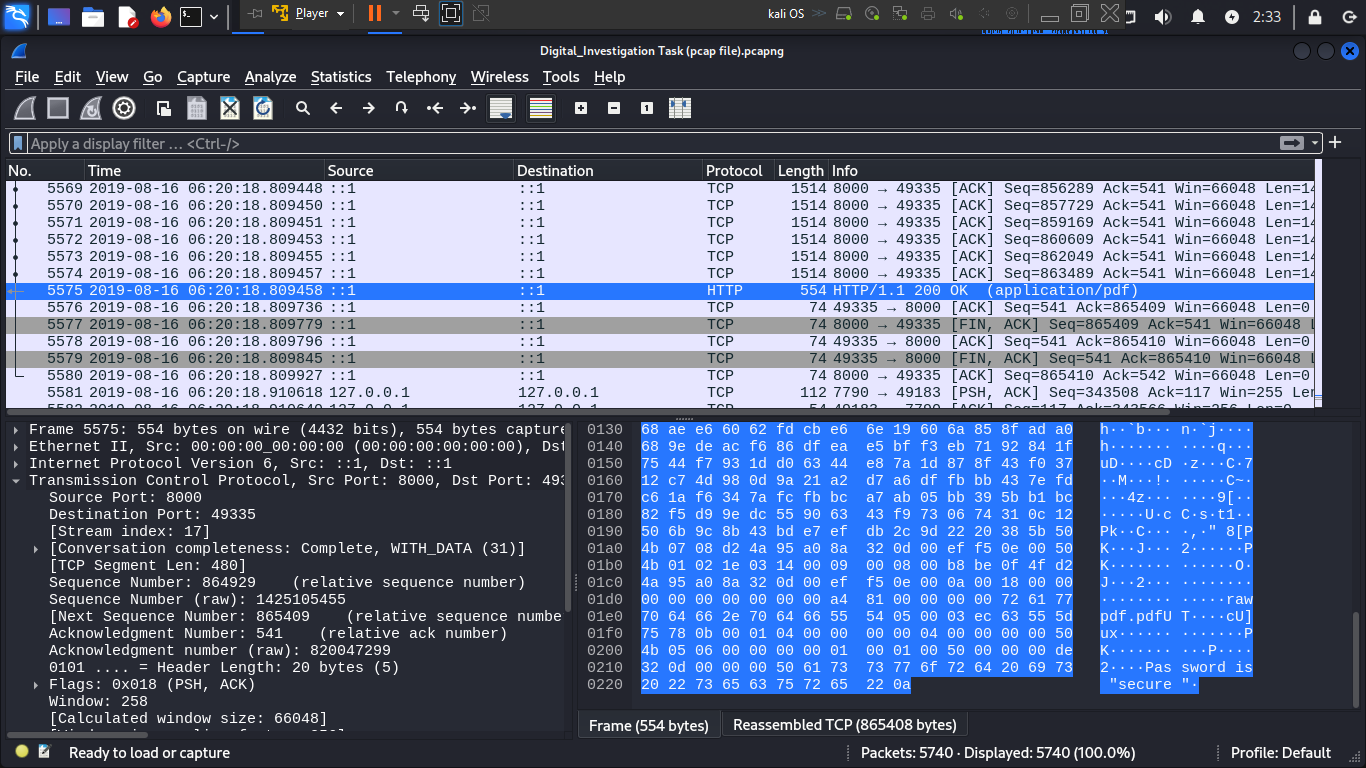 Player
kali OS
2:33
Digital_Investigation Task (pcap file).pcapng
File Edit View Go Capture Analyze Statistics Telephony Wireless Tools Help
Apply a display filter … <Ctrl-/>
No. Time Source Destination Protocol Length Info
5569 2019-08-16 06:20:18.809448 ::1 ::1 TCP 1514 8000 → 49335 [ACK] Seq=856289 Ack=541 Win=66048 Len=14
5570 2019-08-16 06:20:18.809450 ::1 ::1 TCP 1514 8000 → 49335 [ACK] Seq=857729 Ack=541 Win=66048 Len=14
5571 2019-08-16 06:20:18.809451 ::1 ::1 TCP 1514 8000 → 49335 [ACK] Seq=859169 Ack=541 Win=66048 Len=14
5572 2019-08-16 06:20:18.809453 ::1 ::1 TCP 1514 8000 → 49335 [ACK] Seq=860609 Ack=541 Win=66048 Len=14
5573 2019-08-16 06:20:18.809455 ::1 ::1 TCP 1514 8000 → 49335 [ACK] Seq=862049 Ack=541 Win=66048 Len=14
5574 2019-08-16 06:20:18.809457 ::1 ::1 TCP 1514 8000 → 49335 [ACK] Seq=863489 Ack=541 Win=66048 Len=14
5575 2019-08-16 06:20:18.809458 ::1 ::1 HTTP 554 HTTP/1.1 200 OK (application/pdf)
5576 2019-08-16 06:20:18.809736 ::1 ::1 TCP 74 49335 → 8000 [ACK] Seq=541 Ack=865409 Win=66048 Len=0
5577 2019-08-16 06:20:18.809779 ::1 ::1 TCP 74 8000 → 49335 [FIN, ACK] Seq=865409 Ack=541 Win=66048 L
5578 2019-08-16 06:20:18.809796 ::1 ::1 TCP 74 49335 → 8000 [ACK] Seq=541 Ack=865410 Win=66048 Len=0
5579 2019-08-16 06:20:18.809845 ::1 ::1 TCP 74 49335 → 8000 [FIN, ACK] Seq=541 Ack=865410 Win=66048 L
5580 2019-08-16 06:20:18.809927 ::1 ::1 TCP 74 8000 → 49335 [ACK] Seq=865410 Ack=542 Win=66048 Len=0
5581 2019-08-16 06:20:18.910618 127.0.0.1 127.0.0.1 TCP 112 7790 → 49183 [PSH, ACK] Seq=343508 Ack=117 Win=255 Len
Frame 5575: 554 bytes on wire (4432 bits), 554 bytes capture
Ethernet II, Src: 00:00:00_00:00:00 (00:00:00:00:00:00), Dst
Internet Protocol Version 6, Src: ::1, Dst: ::1
Transmission Control Protocol, Src Port: 8000, Dst Port: 493
Source Port: 8000
Destination Port: 49335
[Stream index: 17]
[Conversation completeness: Complete, WITH_DATA (31)]
[TCP Segment Len: 480]
Sequence Number: 864929 (relative sequence number)
Sequence Number (raw): 1425105455
[Next Sequence Number: 865409 (relative sequence numbe
Acknowledgment Number: 541 (relative ack number)
Acknowledgment number (raw): 820047299
0101 .... = Header Length: 20 bytes (5)
Flags: 0x018 (PSH, ACK)
Window: 258
[Calculated window size: 66048]
0130 68 ae e6 60 62 fd cb e6 6e 19 60 6a 85 8f ad a0 h··`b··· n·`j····
0140 68 9e de ac f6 86 df ea e5 bf f3 eb 71 92 84 1f h······· ····q···
0150 75 44 f7 93 1d d0 63 44 e8 7a 1d 87 8f 43 f0 37 uD····cD ·z···C·7
0160 12 c7 4d 98 0d 9a 21 a2 d7 a6 df fb bb 43 7e fd ··M···!· ·····C~·
0170 c6 1a f6 34 7a fc fb bc a7 ab 05 bb 39 5b b1 bc ···4z··· ····9[··
0180 82 f5 d9 9e dc 55 90 63 43 f9 73 06 74 31 0c 12 ·····U·c C·s·t1··
0190 50 6b 9c 8b 43 bd e7 ef db 2c 9d 22 20 38 5b 50 Pk··C··· ·,·" 8[P
01a0 4b 07 08 d2 4a 95 a0 8a 32 0d 00 ef f5 0e 00 50 K···J··· 2······P
01b0 4b 01 02 1e 03 14 00 09 00 08 00 b8 be 0f 4f d2 K······· ······O·
01c0 4a 95 a0 8a 32 0d 00 ef f5 0e 00 0a 00 18 00 00 J···2··· ········
01d0 00 00 00 00 00 00 00 a4 81 00 00 00 00 72 61 77 ········ ·····raw
01e0 70 64 66 2e 70 64 66 55 54 05 00 03 ec 63 55 5d pdf.pdfU T····cU]
01f0 75 78 0b 00 01 04 00 00 00 00 04 00 00 00 00 50 ux······ ·······P
0200 4b 05 06 00 00 00 00 01 00 01 00 50 00 00 00 de K······· ···P····
0210 32 0d 00 00 00 50 61 73 73 77 6f 72 64 20 69 73 2····Pas sword is
0220 20 22 73 65 63 75 72 65 22 0a "secure "·
Frame (554 bytes) Reassembled TCP (865408 bytes)
Ready to load or capture
Packets: 5740 · Displayed: 5740 (100.0%)
Profile: Default